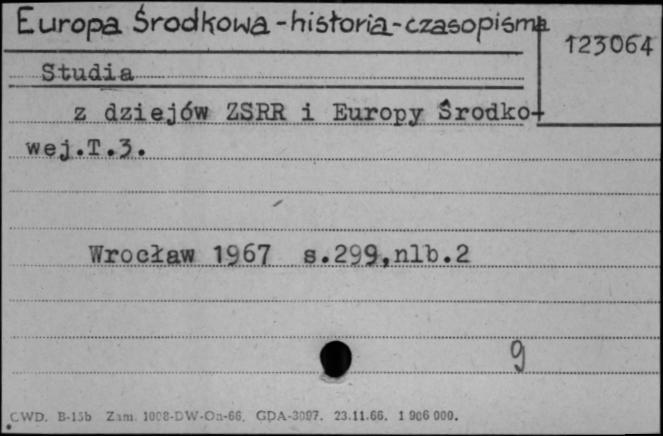 Europa Środkowa-historia-czasopisma
123064
Studia
z dziejów ZSRR i Europy Środko-
wej.T.3.
Wrocław 1967 s.299,nlb.2
9
CWD. B-15b Zam. 1008-DW-On-66. GDA-3097. 23.11.66. 1 906 000.